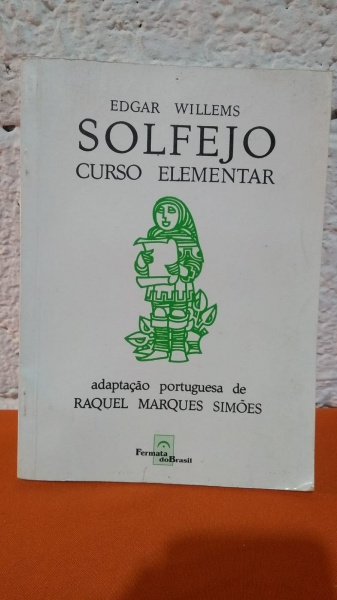 EDGAR WILLEMS
SOLFEJO
CURSO ELEMENTAR
adaptação portuguesa de
RAQUEL MARQUES SIMÕES
Fermata
do Brasil